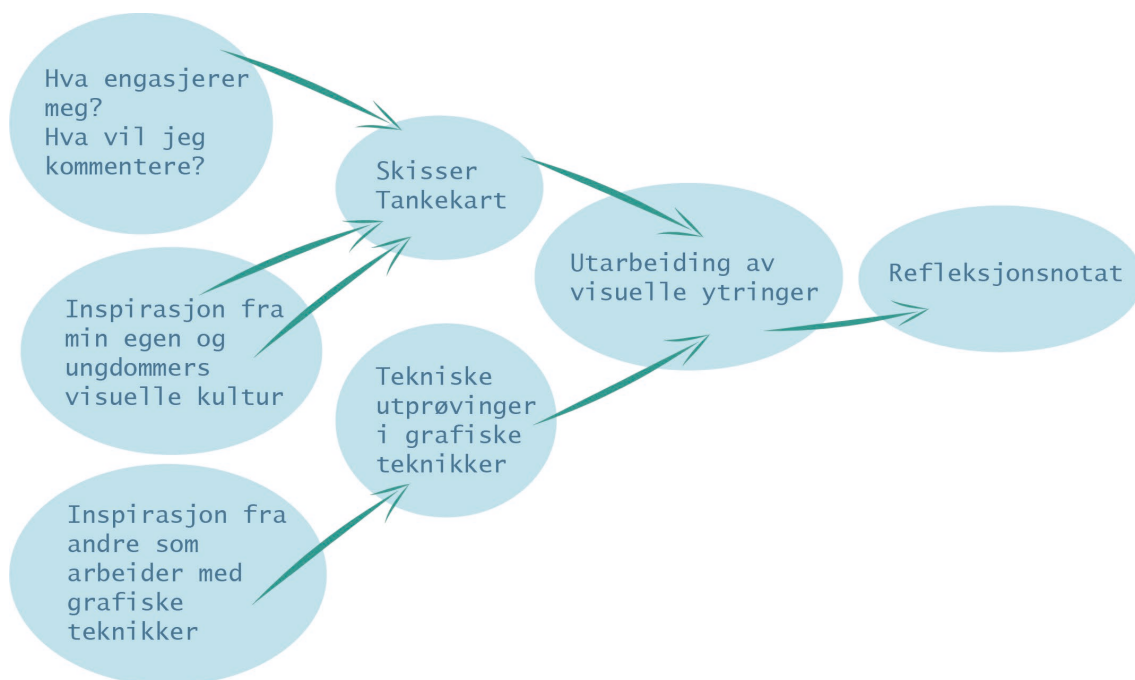 Hva engasjerer
meg?
Hva vil jeg
kommentere?
Skisser
Tankekart
Inspirasjon fra
min egen og
ungdommers
visuelle kultur
Tekniske
utprøvinger
i grafiske
teknikker
Inspirasjon fra
andre som
arbeider med
grafiske
teknikker
Utarbeiding av
visuelle ytringer
Refleksjonsnotat